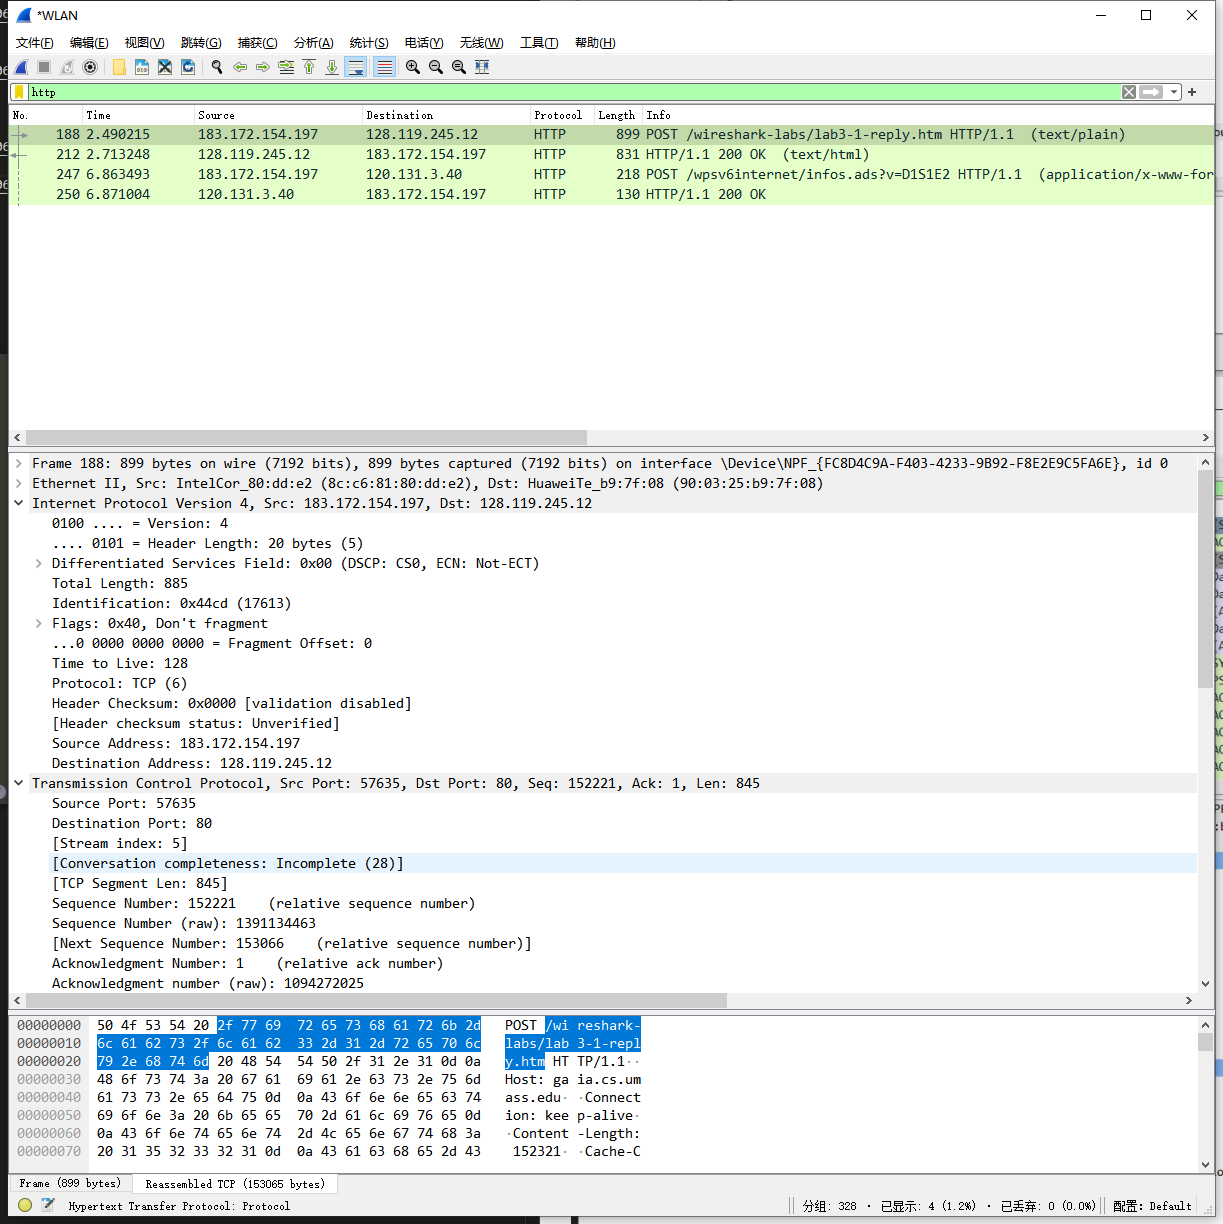 *WLAN
文件(F) 编辑(E) 视图(V) 跳转(G) 捕获(C) 分析(A) 统计(S) 电话(Y) 无线(W) 工具(T) 帮助(H)
http
No. Time Source Destination Protocol Length Info
188 2.490215 183.172.154.197 128.119.245.12 HTTP 899 POST /wireshark-labs/lab3-1-reply.htm HTTP/1.1 (text/plain)
212 2.713248 128.119.245.12 183.172.154.197 HTTP 831 HTTP/1.1 200 OK (text/html)
247 6.863493 183.172.154.197 120.131.3.40 HTTP 218 POST /wpsv6internet/infos.ads?v=D1S1E2 HTTP/1.1 (application/x-www-for
250 6.871004 120.131.3.40 183.172.154.197 HTTP 130 HTTP/1.1 200 OK
Frame 188: 899 bytes on wire (7192 bits), 899 bytes captured (7192 bits) on interface \Device\NPF_{FC8D4C9A-F403-4233-9B92-F8E2E9C5FA6E}, id 0
Ethernet II, Src: IntelCor_80:dd:e2 (8c:c6:81:80:dd:e2), Dst: HuaweiTe_b9:7f:08 (90:03:25:b9:7f:08)
Internet Protocol Version 4, Src: 183.172.154.197, Dst: 128.119.245.12
0100 .... = Version: 4
.... 0101 = Header Length: 20 bytes (5)
Differentiated Services Field: 0x00 (DSCP: CS0, ECN: Not-ECT)
Total Length: 885
Identification: 0x44cd (17613)
Flags: 0x40, Don't fragment
...0 0000 0000 0000 = Fragment Offset: 0
Time to Live: 128
Protocol: TCP (6)
Header Checksum: 0x0000 [validation disabled]
[Header checksum status: Unverified]
Source Address: 183.172.154.197
Destination Address: 128.119.245.12
Transmission Control Protocol, Src Port: 57635, Dst Port: 80, Seq: 152221, Ack: 1, Len: 845
Source Port: 57635
Destination Port: 80
[Stream index: 5]
[Conversation completeness: Incomplete (28)]
[TCP Segment Len: 845]
Sequence Number: 152221 (relative sequence number)
Sequence Number (raw): 1391134463
[Next Sequence Number: 153066 (relative sequence number)]
Acknowledgment Number: 1 (relative ack number)
Acknowledgment number (raw): 1094272025
00000000 50 4f 53 54 20 2f 77 69 72 65 73 68 61 72 6b 2d POST /wi reshark-
00000010 6c 61 62 73 2f 6c 61 62 33 2d 31 2d 72 65 70 6c labs/lab 3-1-repl
00000020 79 2e 68 74 6d 20 48 54 54 50 2f 31 2e 31 0d 0a y.htm HT TP/1.1··
00000030 48 6f 73 74 3a 20 67 61 69 61 2e 63 73 2e 75 6d Host: ga ia.cs.um
00000040 61 73 73 2e 65 64 75 0d 0a 43 6f 6e 6e 65 63 74 ass.edu· ·Connect
00000050 69 6f 6e 3a 20 6b 65 65 70 2d 61 6c 69 76 65 0d ion: kee p-alive·
00000060 0a 43 6f 6e 74 65 6e 74 2d 4c 65 6e 67 74 68 3a ·Content -Length:
00000070 20 31 35 32 33 32 31 0d 0a 43 61 63 68 65 2d 43 152321· ·Cache-C
Frame (899 bytes) Reassembled TCP (153065 bytes)
Hypertext Transfer Protocol: Protocol 分组: 328 · 已显示: 4 (1.2%) · 已丢弃: 0 (0.0%) 配置: Default